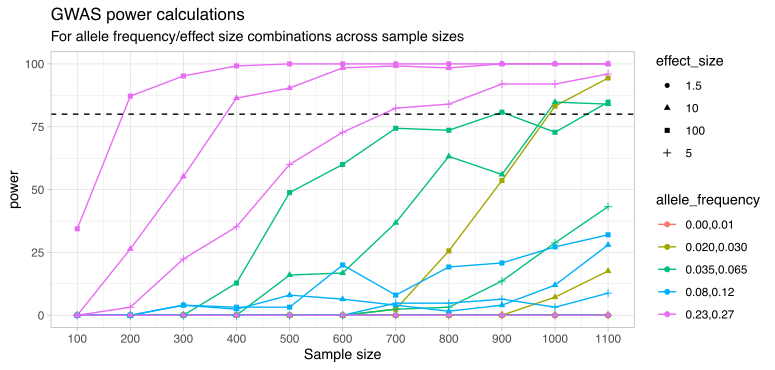 GWAS power calculations
For allele frequency/effect size combinations across sample sizes
100
75
50
25
0
power
100 200 300 400 500 600 700 800 900 1000 1100
Sample size
effect_size
1.5
10
100
5
allele_frequency
0.00,0.01
0.020,0.030
0.035,0.065
0.08,0.12
0.23,0.27